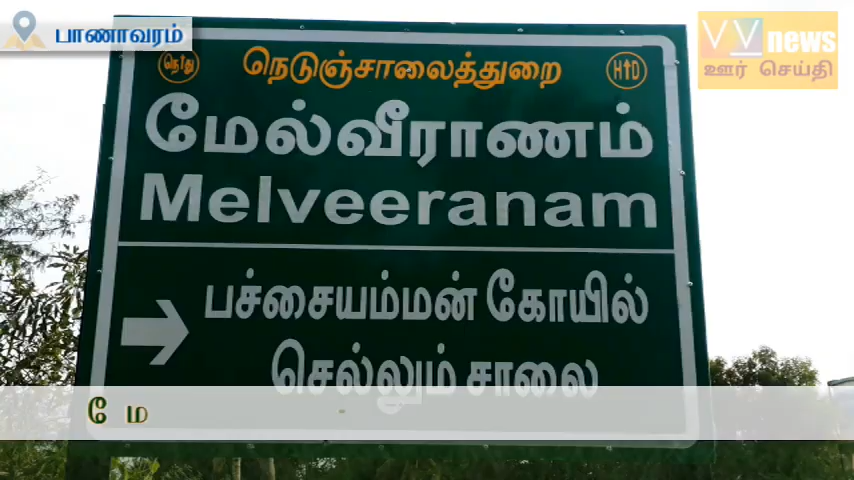 பாணாவரம்
VV news
ஊர் செய்தி
நெடுஞ்சாலைத்துறை
HTD
மேல்வீராணம்
Melveeranam
பச்சையம்மன் கோயில்
செல்லும் சாலை
மே